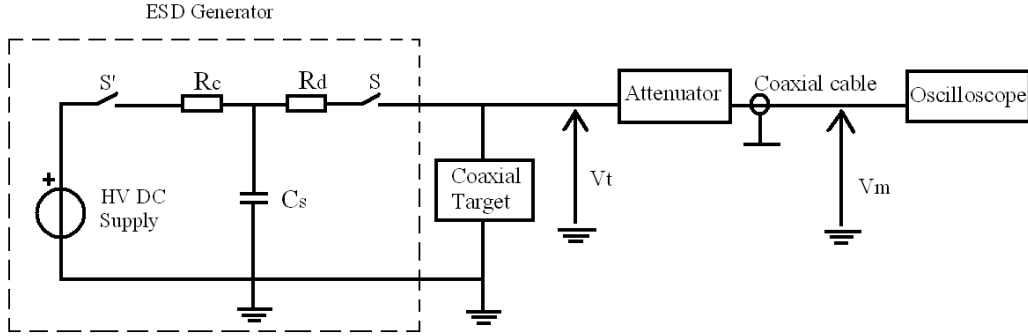 ESD Generator
S'
Rc
Rd
S
Attenuator
Coaxial cable
Oscilloscope
+
HV DC
Supply
Cs
Coaxial
Target
Vt
Vm